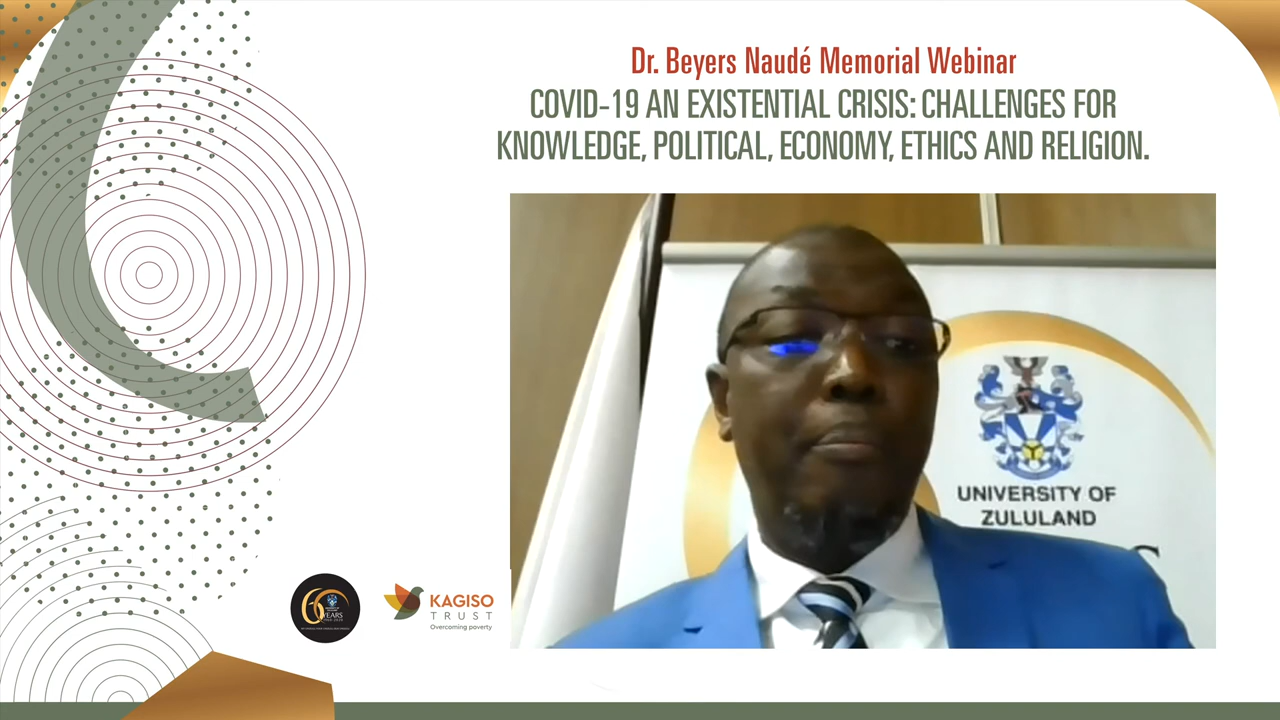 Dr. Beyers Naudé Memorial Webinar
COVID-19 AN EXISTENTIAL CRISIS: CHALLENGES FOR
KNOWLEDGE, POLITICAL, ECONOMY, ETHICS AND RELIGION.
UNIVERSITY OF
ZULULAND
YEARS
KAGISO
TRUST
Overcoming poverty